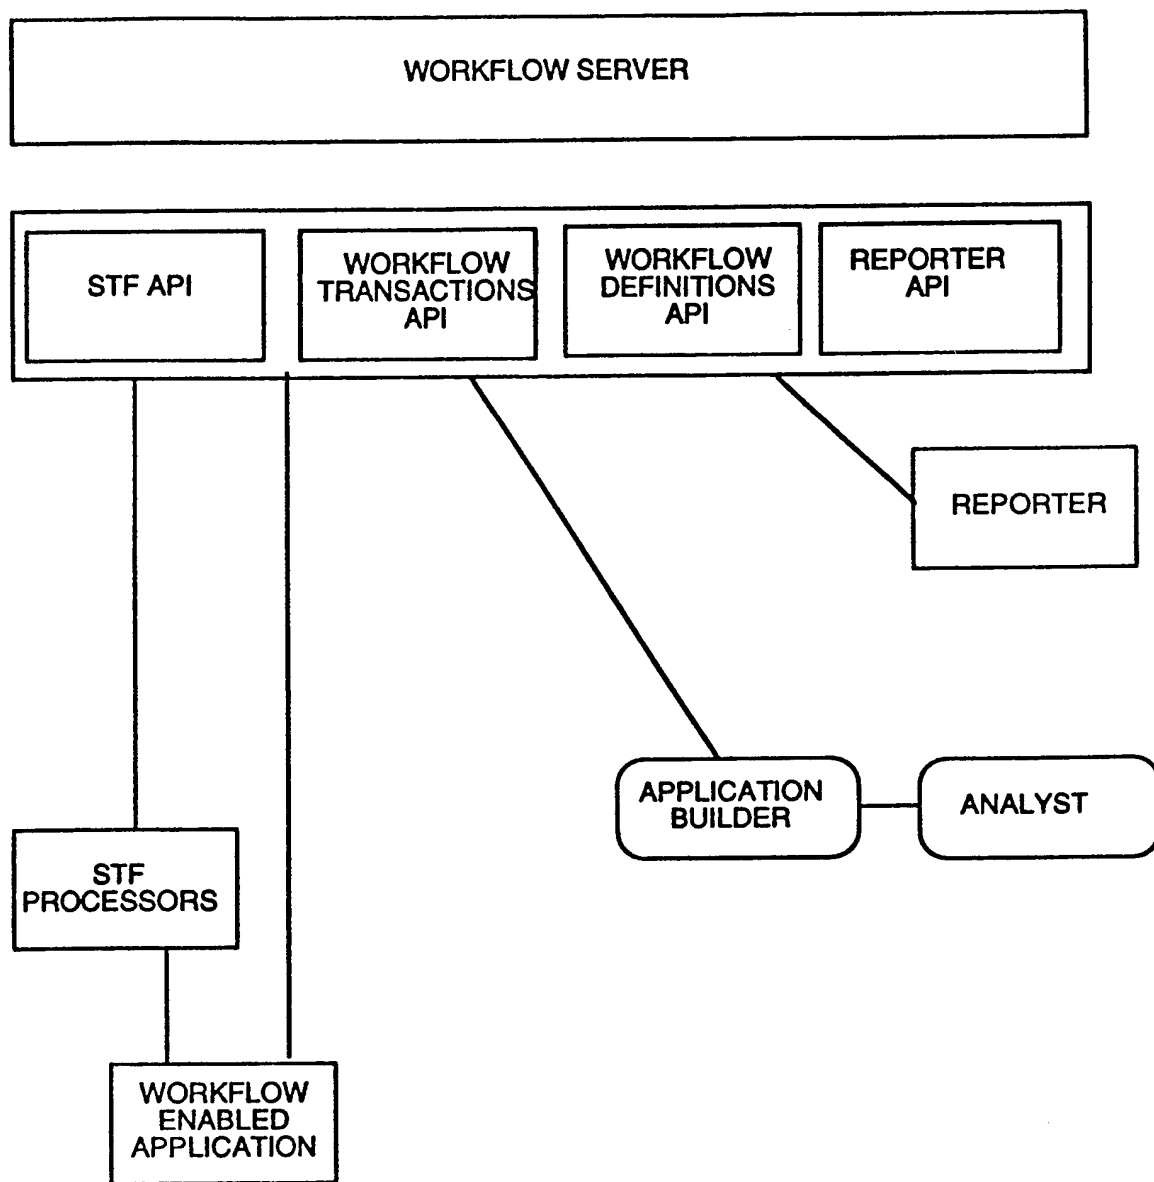 WORKFLOW SERVER
STF API
WORKFLOW
TRANSACTIONS
API
WORKFLOW
DEFINITIONS
API
REPORTER
API
REPORTER
APPLICATION
BUILDER
ANALYST
STF
PROCESSORS
WORKFLOW
ENABLED
APPLICATION